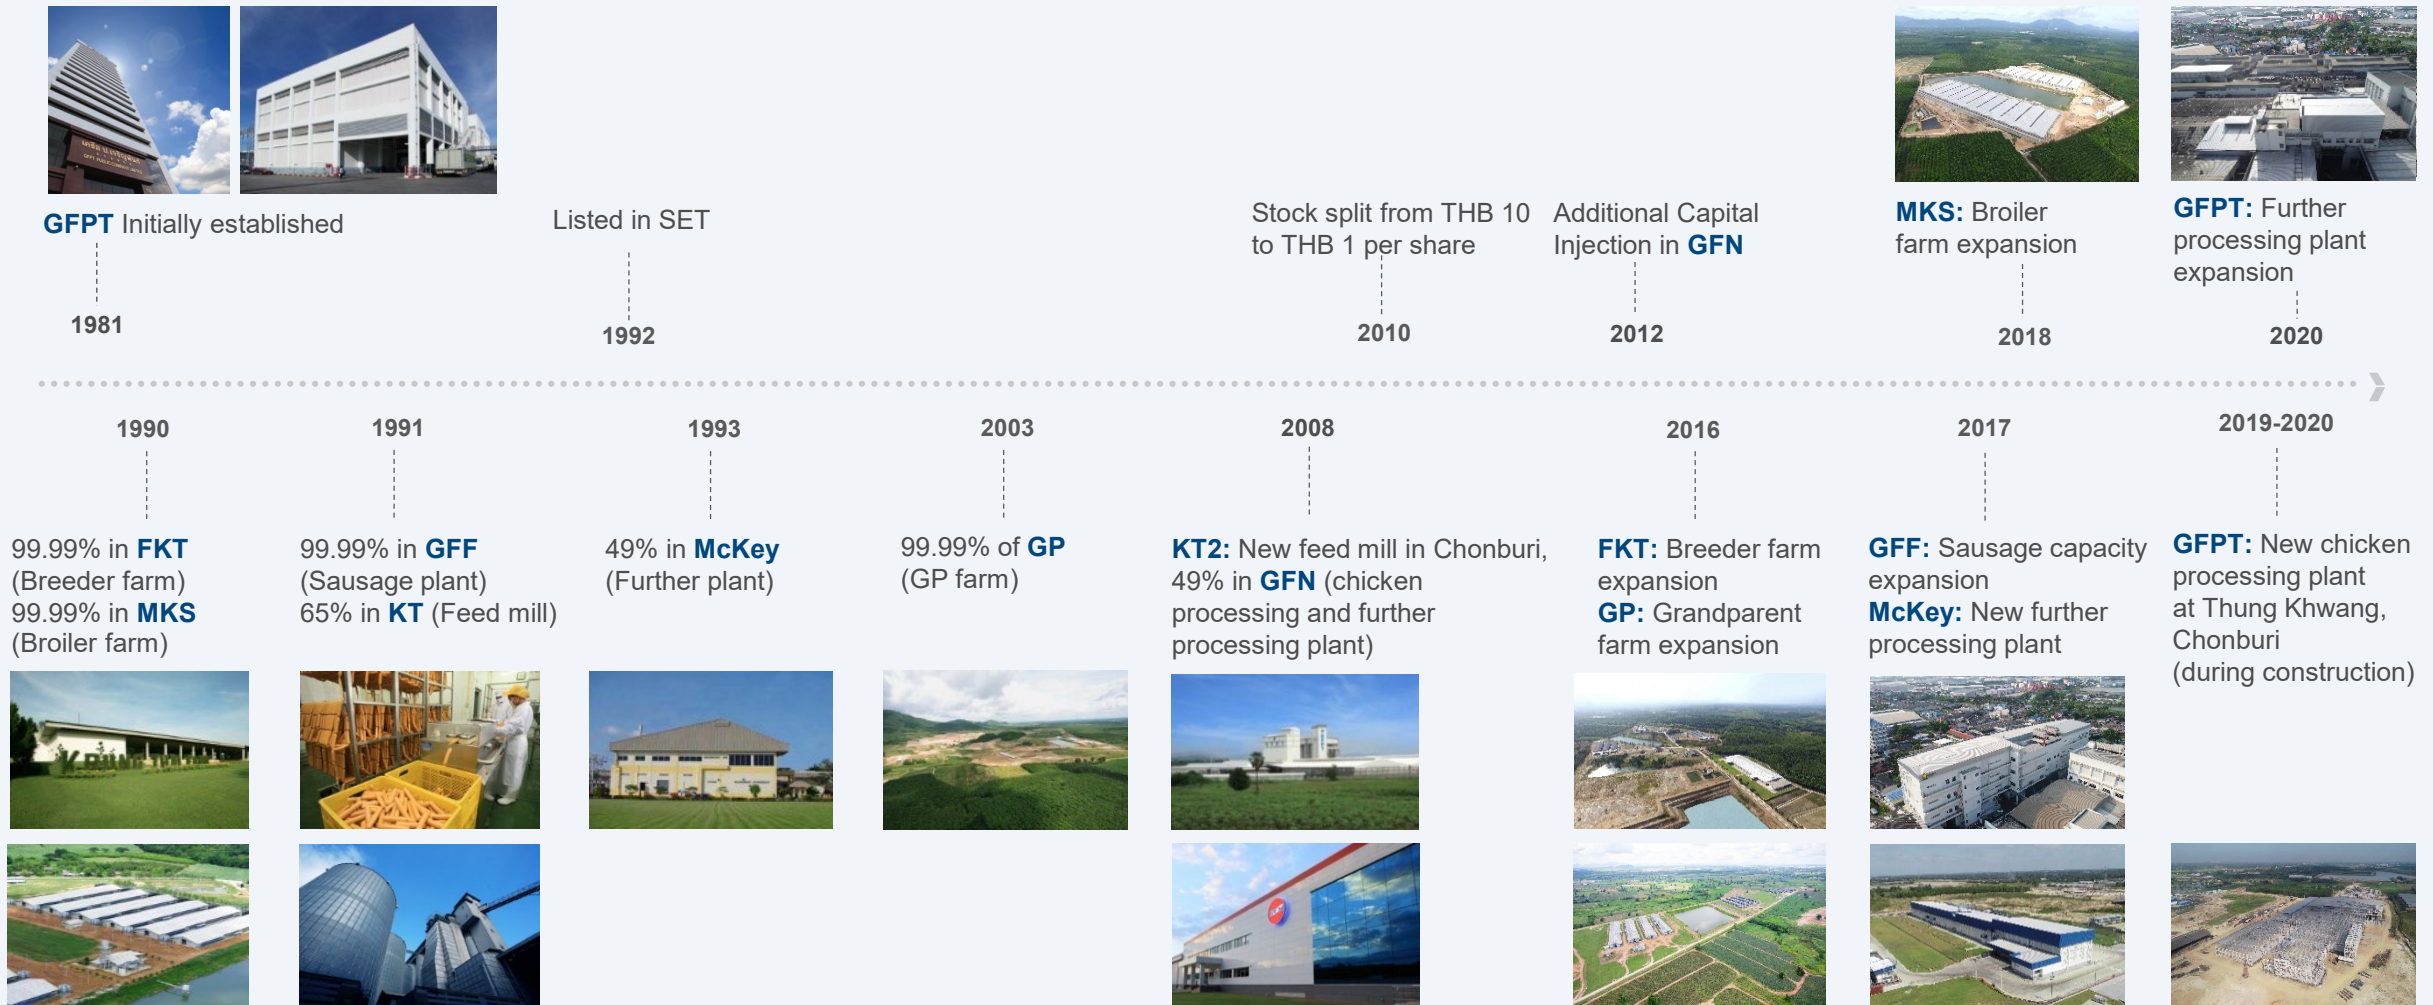 GFPT Initially established
1981
Listed in SET
1992
Stock split from THB 10
to THB 1 per share
2010
Additional Capital
Injection in GFN
2012
MKS: Broiler
farm expansion
2018
GFPT: Further
processing plant
expansion
2020
1990
99.99% in FKT
(Breeder farm)
99.99% in MKS
(Broiler farm)
1991
99.99% in GFF
(Sausage plant)
65% in KT (Feed mill)
1993
49% in McKey
(Further plant)
2003
99.99% of GP
(GP farm)
2008
KT2: New feed mill in Chonburi,
49% in GFN (chicken
processing and further
processing plant)
2016
FKT: Breeder farm
expansion
GP: Grandparent
farm expansion
2017
GFF: Sausage capacity
expansion
McKey: New further
processing plant
2019-2020
GFPT: New chicken
processing plant
at Thung Khwang,
Chonburi
(during construction)